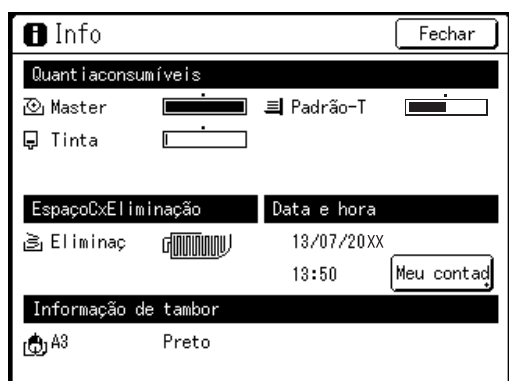 Info
Fechar
Quantiaconsumíveis
Master
Padrão-T
Tinta
EspaçoCxEliminação
Data e hora
Eliminaç
13/07/20XX
13:50
Meu contad
Informação de tambor
A3 Preto